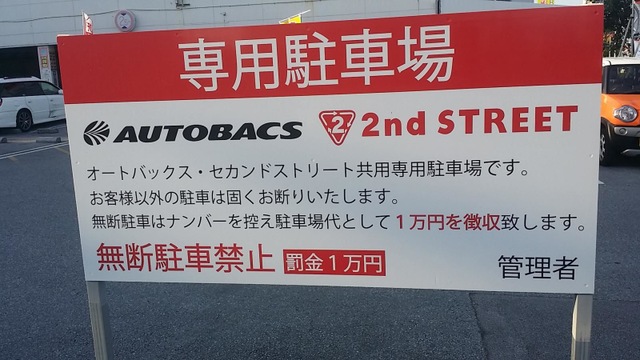 専用駐車場
AUTOBACS 2 2nd STREET
オートバックス・セカンドストリート共用専用駐車場です。
お客様以外の駐車は固くお断りいたします。
無断駐車はナンバーを控え駐車場代として1万円を徴収致します。
無断駐車禁止 罰金1万円 管理者